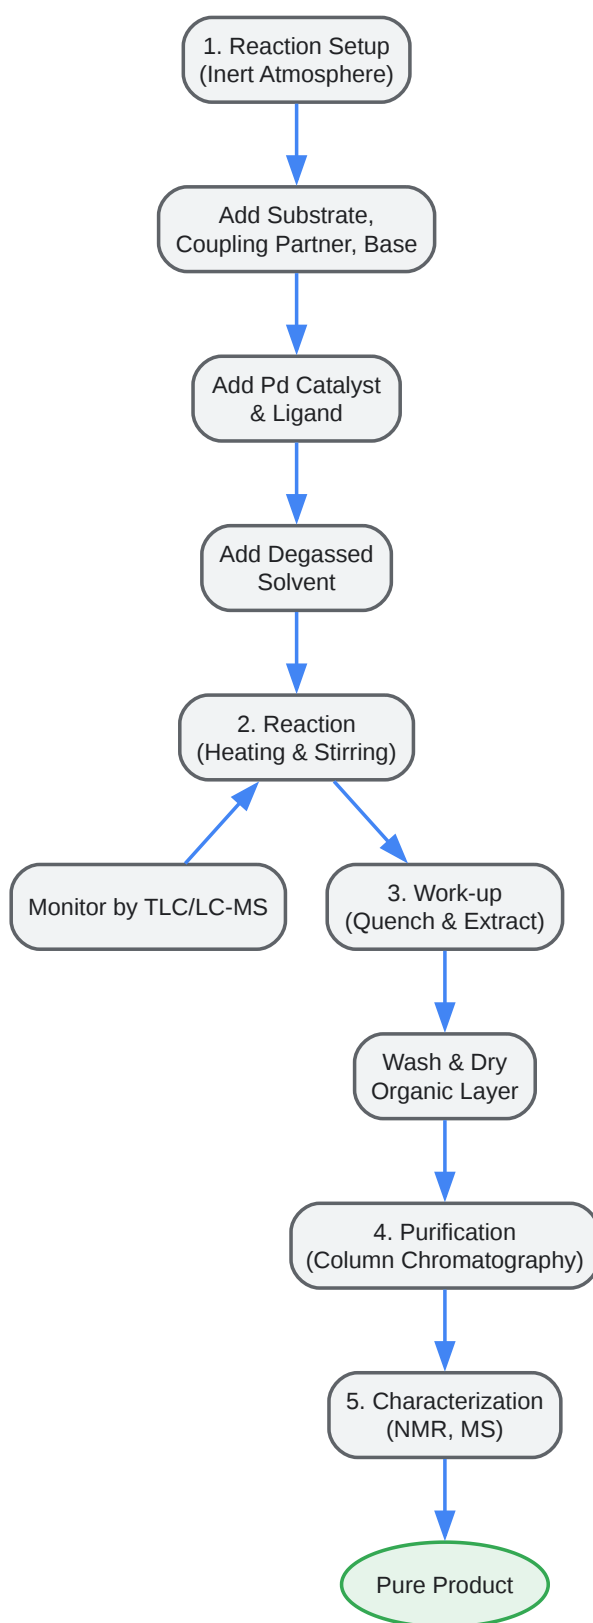 1. Reaction Setup
(Inert Atmosphere)
Add Substrate,
Coupling Partner, Base
Add Pd Catalyst
& Ligand
Add Degassed
Solvent
2. Reaction
(Heating & Stirring)
Monitor by TLC/LC-MS
3. Work-up
(Quench & Extract)
Wash & Dry
Organic Layer
4. Purification
(Column Chromatography)
5. Characterization
(NMR, MS)
Pure Product